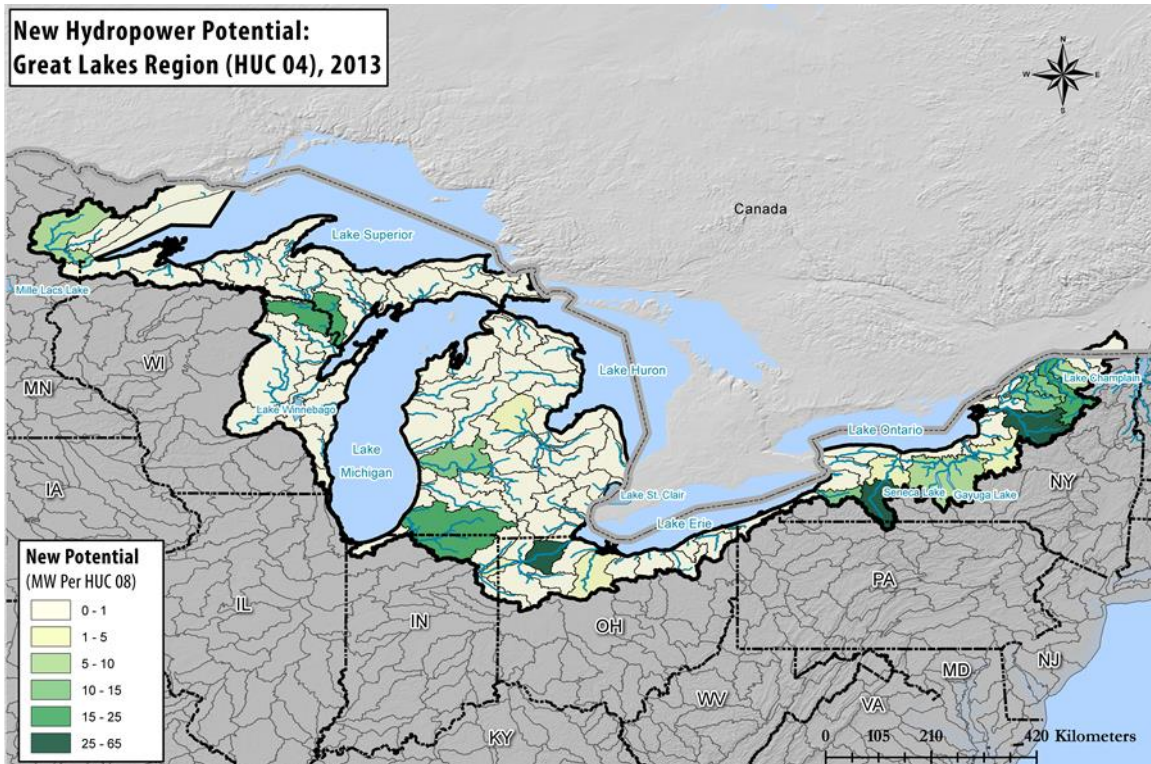 New Hydropower Potential:
Great Lakes Region (HUC 04), 2013
N
W
E
S
Canada
Lake Superior
Mille Lacs Lake
WI
MN
Lake Huron
Lake Champlain
Lake Winnebago
Lake Ontario
Lake
Michigan
Lake St. Clair
Seneca Lake
Gayuga Lake
NY
IA
Lake Erie
New Potential
(MW Per HUC 08)
0 - 1
1 - 5
5 - 10
10 - 15
15 - 25
25 - 65
PA
IL
IN
OH
NJ
MD
WV
VA
KY
0 105 210 420 Kilometers